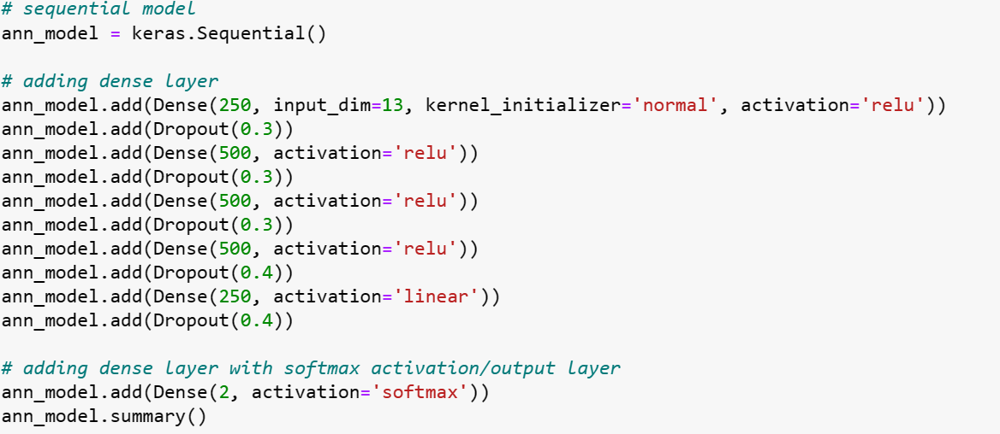 # sequential model
ann_model = keras.Sequential()
# adding dense layer
ann_model.add(Dense(250, input_dim=13, kernel_initializer='normal', activation='relu'))
ann_model.add(Dropout(0.3))
ann_model.add(Dense(500, activation='relu'))
ann_model.add(Dropout(0.3))
ann_model.add(Dense(500, activation='relu'))
ann_model.add(Dropout(0.3))
ann_model.add(Dense(500, activation='relu'))
ann_model.add(Dropout(0.4))
ann_model.add(Dense(250, activation='linear'))
ann_model.add(Dropout(0.4))
# adding dense layer with softmax activation/output layer
ann_model.add(Dense(2, activation='softmax'))
ann_model.summary()